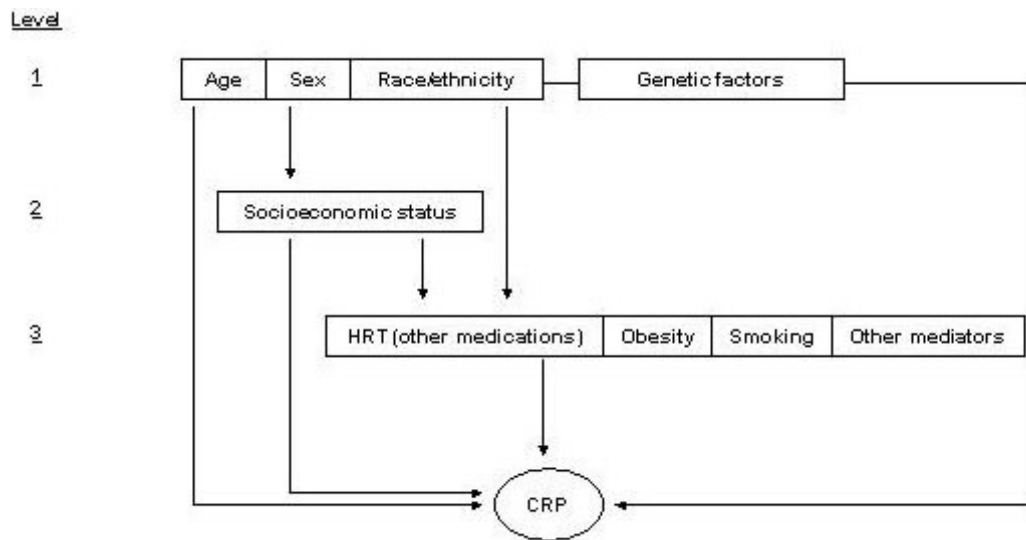 Level
1 Age Sex Race/ethnicity Genetic factors
2 Socioeconomic status
3 HRT (other medications) Obesity Smoking Other mediators
CRP